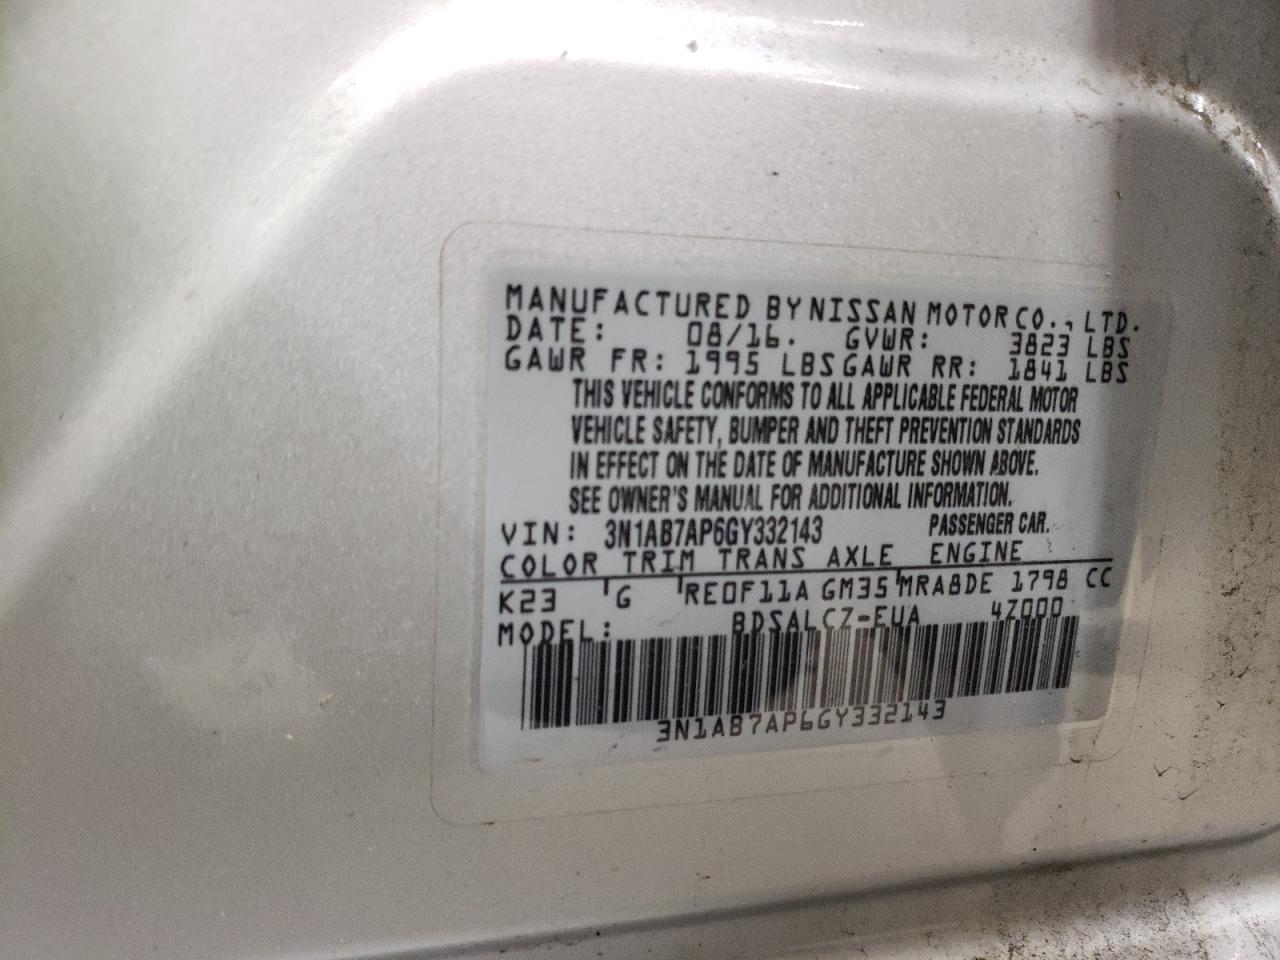 MANUFACTURED BY NISSAN MOTOR CO., LTD.
DATE: 08/16. GVWR: 3823 LBS
GAWR FR: 1995 LBS GAWR RR: 1841 LBS
THIS VEHICLE CONFORMS TO ALL APPLICABLE FEDERAL MOTOR
VEHICLE SAFETY, BUMPER AND THEFT PREVENTION STANDARDS
IN EFFECT ON THE DATE OF MANUFACTURE SHOWN ABOVE.
SEE OWNER'S MANUAL FOR ADDITIONAL INFORMATION.
VIN: 3N1AB7AP6GY332143 PASSENGER CAR.
COLOR TRIM TRANS AXLE ENGINE
K23 G RE0F11A GM35 MRA8DE 1798 CC
MODEL: BDSALCZ-EUA 4Z000
3N1AB7AP6GY332143